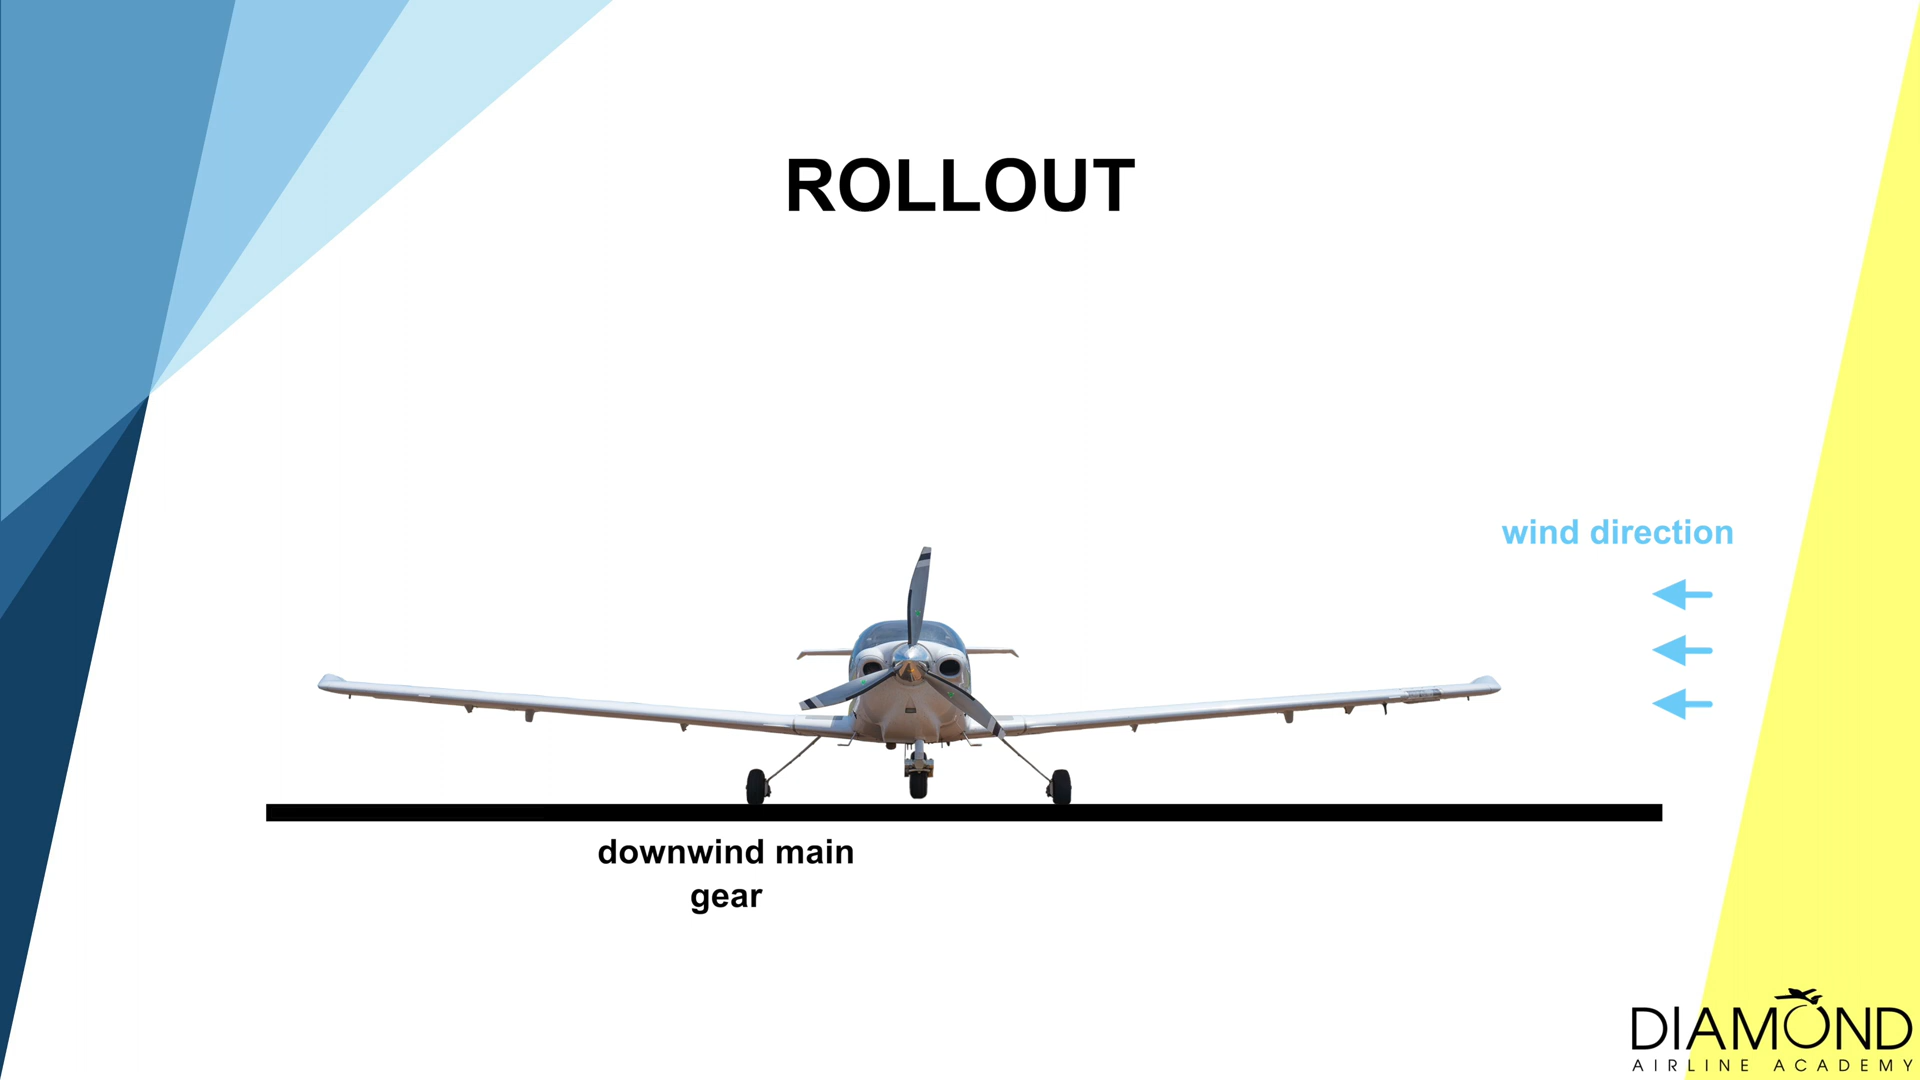 ROLLOUT
wind direction
downwind main
gear
DIAMOND
AIRLINE ACADEMY